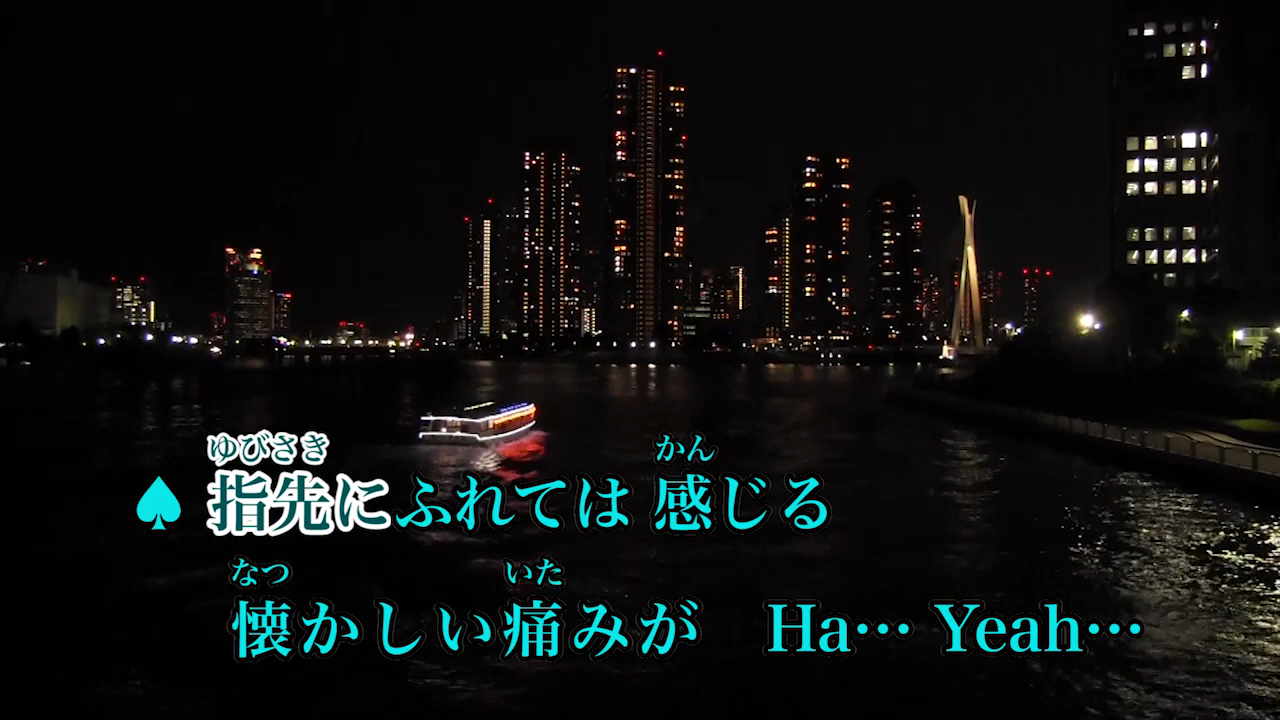 ゆびさき かん
♠ 指先にふれては 感じる
なつ いた
懐かしい痛みが Ha… Yeah…